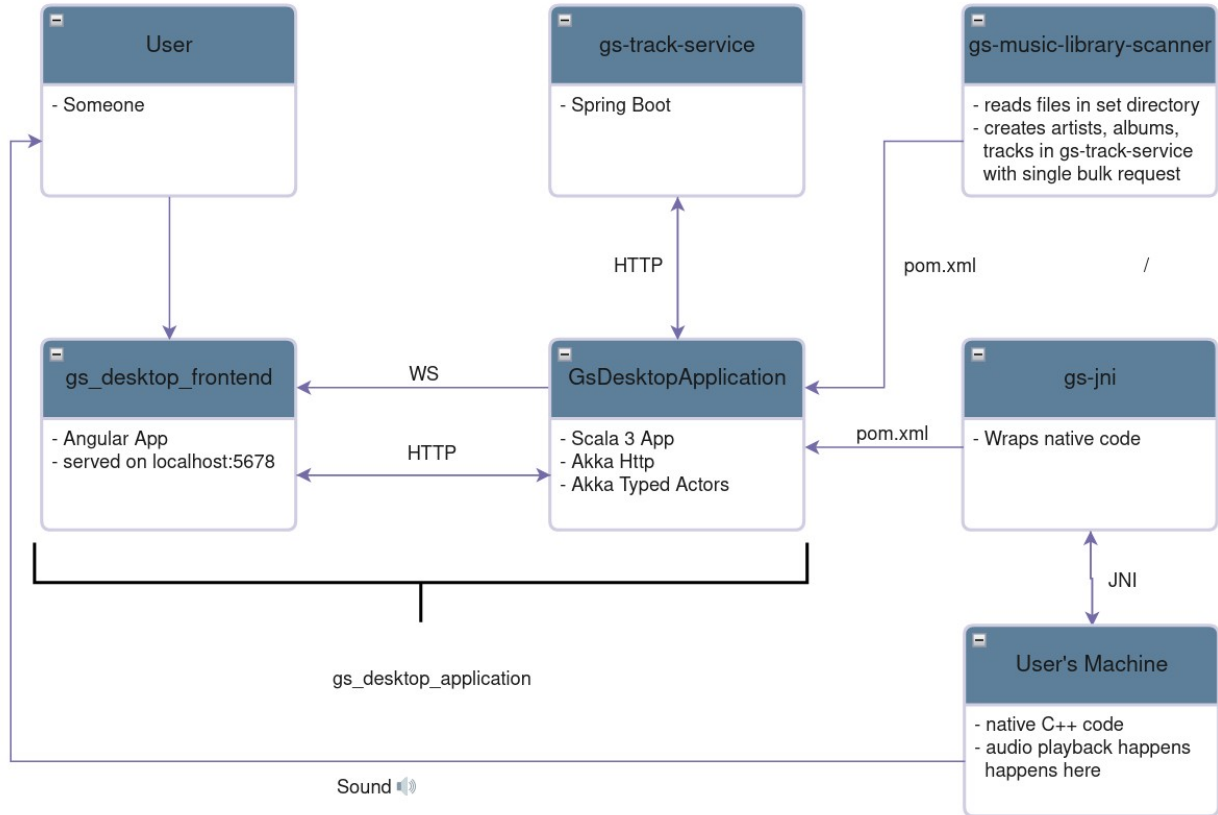 User
- Someone
gs-track-service
- Spring Boot
gs-music-library-scanner
- reads files in set directory
- creates artists, albums,
tracks in gs-track-service
with single bulk request
HTTP
pom.xml
/
gs_desktop_frontend
- Angular App
- served on localhost:5678
WS
HTTP
GsDesktopApplication
- Scala 3 App
- Akka Http
- Akka Typed Actors
pom.xml
gs-jni
- Wraps native code
JNI
gs_desktop_application
User's Machine
- native C++ code
- audio playback happens
happens here
Sound 🔊